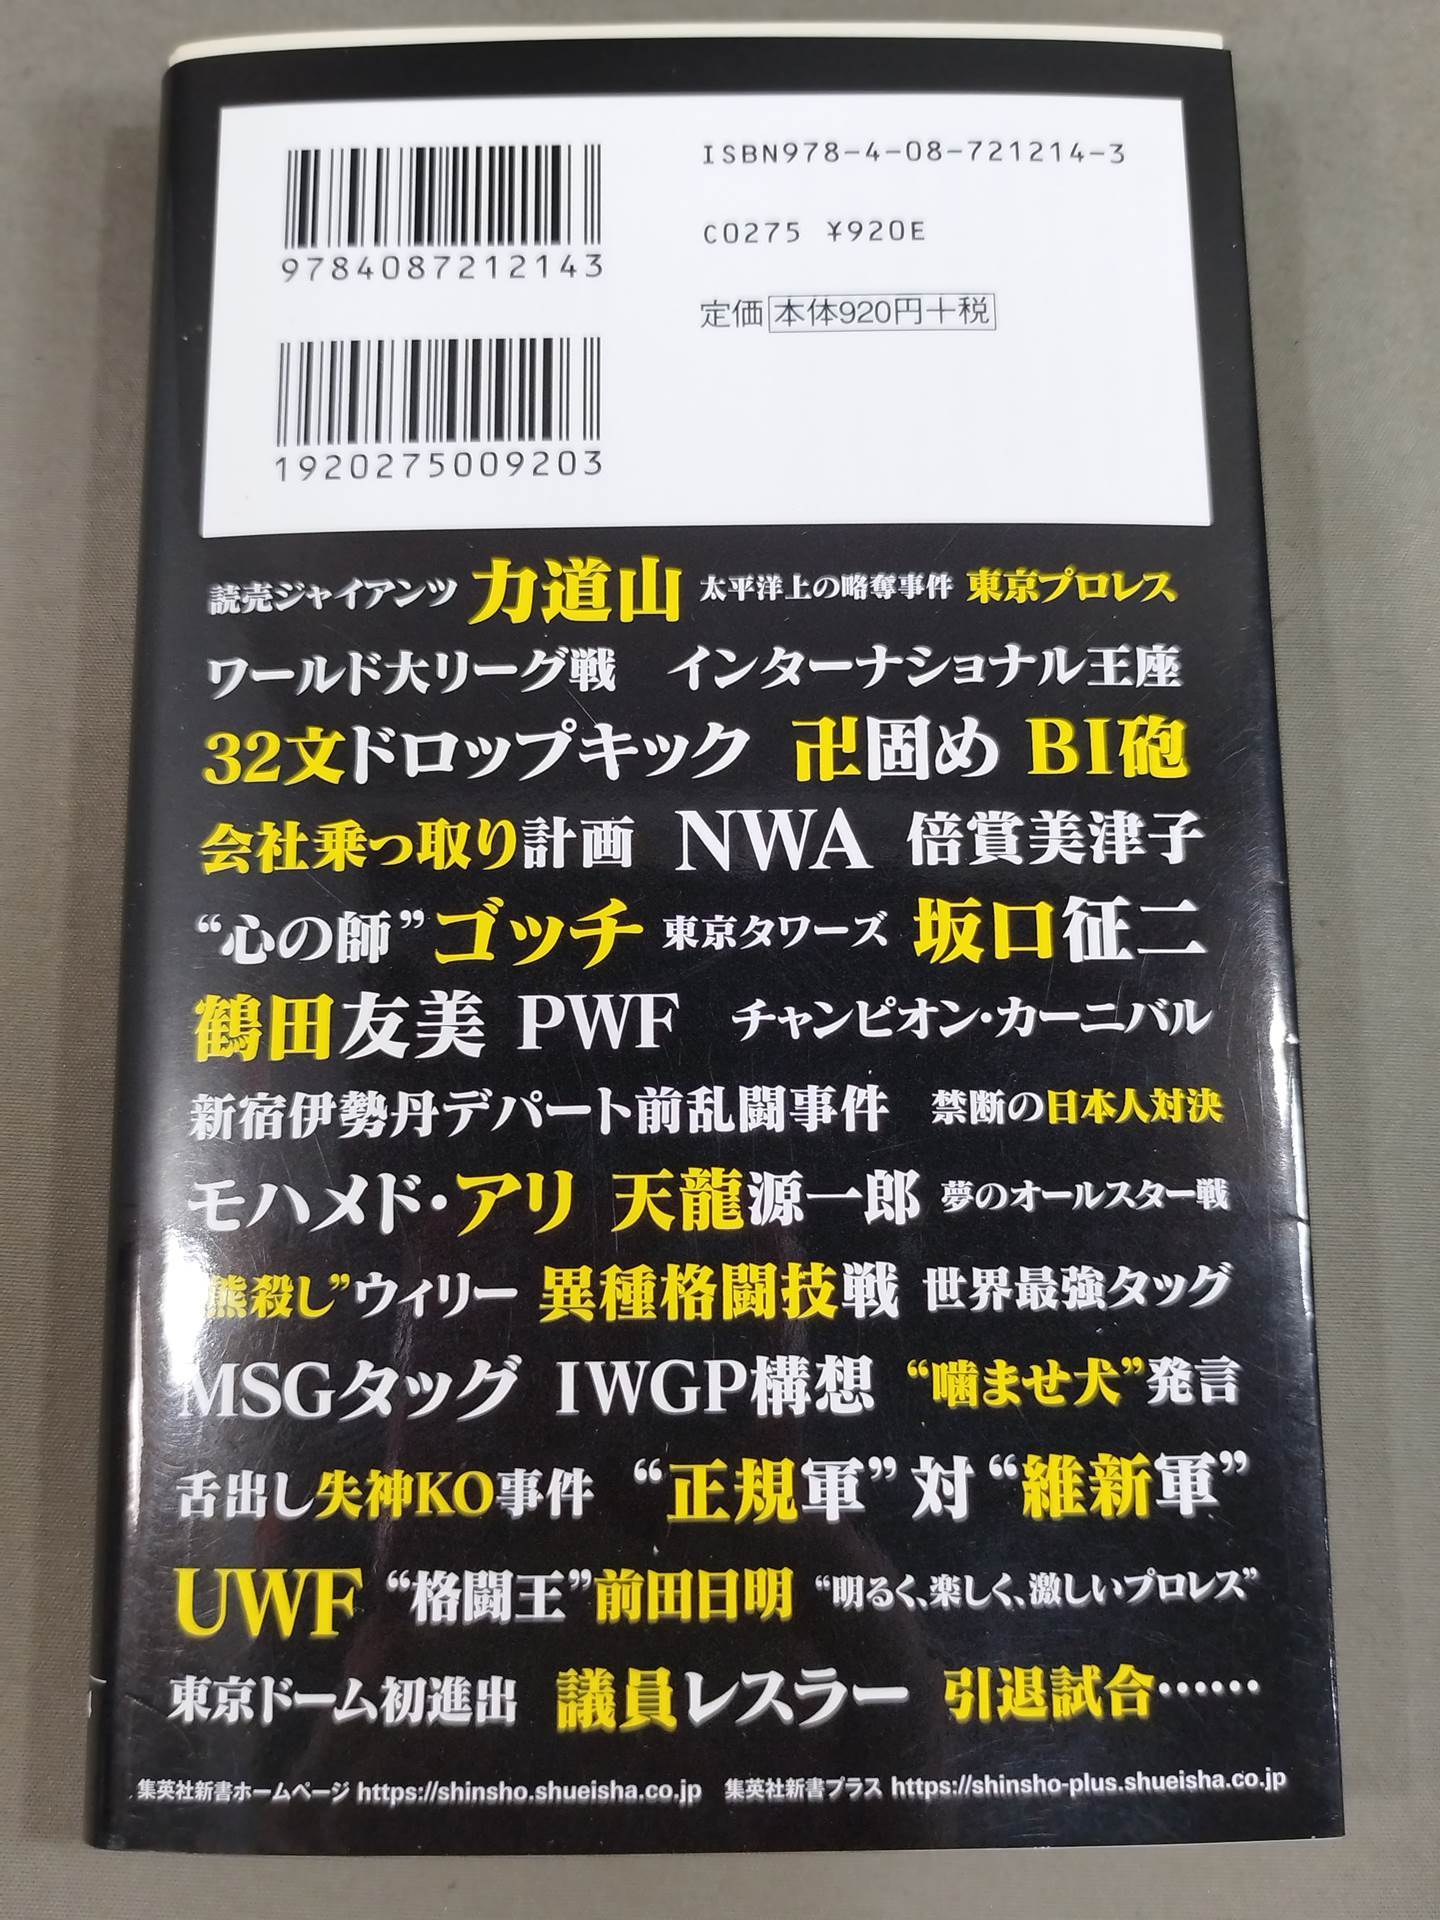 ISBN978-4-08-721214-3
9784087212143
C0275 ¥920E
定価 本体920円+税
1920275009203
読売ジャイアンツ 力道山 太平洋上の略奪事件 東京プロレス
ワールド大リーグ戦 インターナショナル王座
32文ドロップキック 卍固め BI砲
会社乗っ取り計画 NWA 倍賞美津子
“心の師”ゴッチ 東京タワーズ 坂口征二
鶴田友美 PWF チャンピオン・カーニバル
新宿伊勢丹デパート前乱闘事件 禁断の日本人対決
モハメド・アリ 天龍源一郎 夢のオールスター戦
“熊殺し”ウィリー 異種格闘技戦 世界最強タッグ
MSGタッグ IWGP構想 “噛ませ犬”発言
舌出し失神KO事件 “正規軍”対“維新軍”
UWF “格闘王”前田日明 “明るく、楽しく、激しいプロレス”
東京ドーム初進出 議員レスラー 引退試合……
集英社新書ホームページ https://shinsho.shueisha.co.jp 集英社新書プラス https://shinsho-plus.shueisha.co.jp